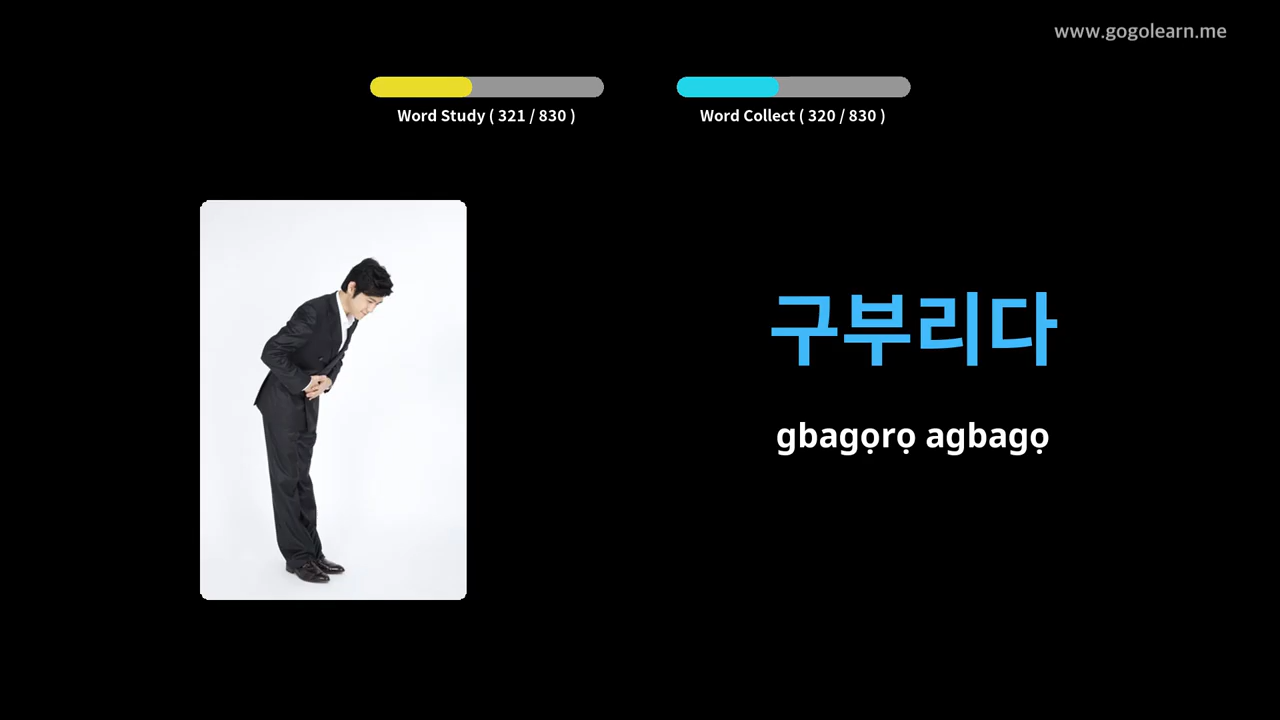 www.gogolearn.me
Word Study ( 321 / 830 )
Word Collect ( 320 / 830 )
구부리다
gbagọrọ agbagọ